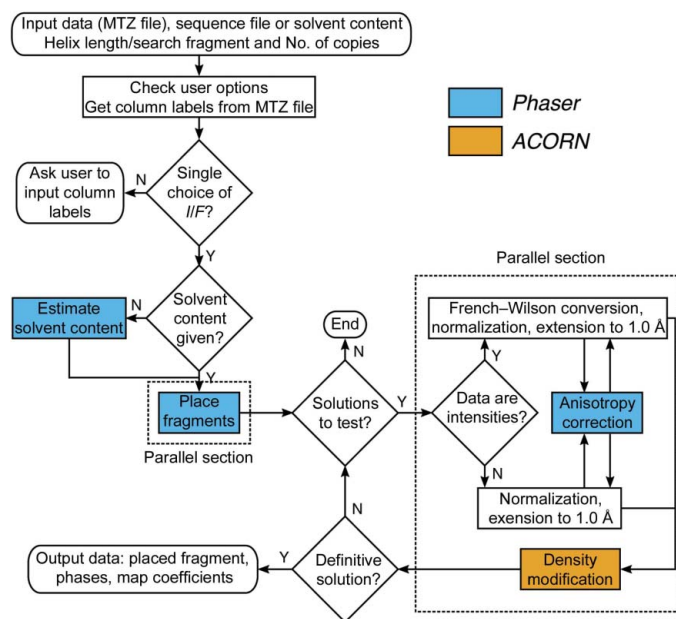 Input data (MTZ file), sequence file or solvent content
Helix length/search fragment and No. of copies
Check user options
Get column labels from MTZ file
Phaser
ACORN
Ask user to
input column
labels
N
Single
choice of
I/F?
Y
Parallel section
Estimate
solvent content
N
Solvent
content
given?
Y
End
N
French–Wilson conversion,
normalization, extension to 1.0 Å
Y
Place
fragments
Parallel section
Solutions
to test?
Y
Data are
intensities?
Anisotropy
correction
N
Normalization,
extension to 1.0 Å
N
Output data: placed fragment,
phases, map coefficients
Y
Definitive
solution?
Density
modification